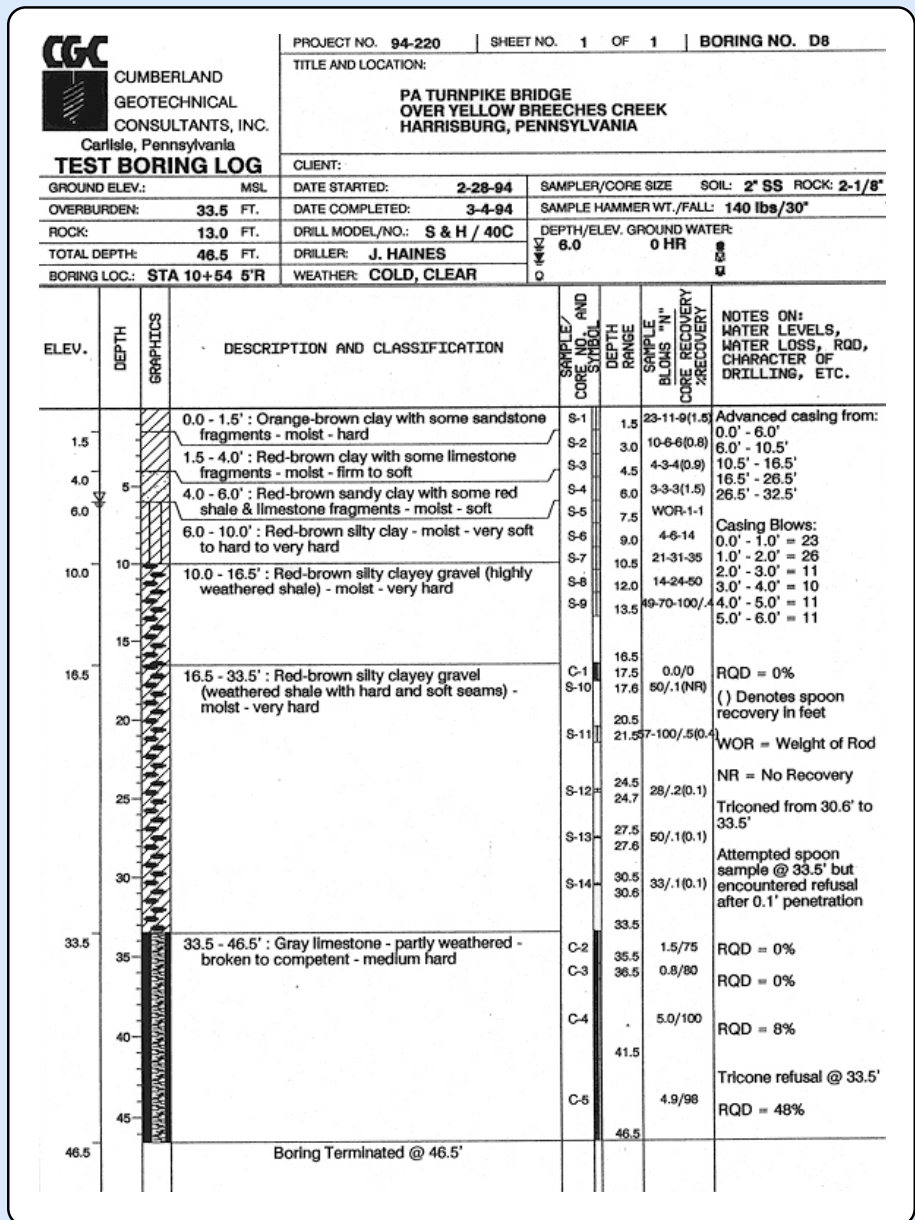 CGC
CUMBERLAND
GEOTECHNICAL
CONSULTANTS, INC.
Carlisle, Pennsylvania
TEST BORING LOG
PROJECT NO. 94-220 SHEET NO. 1 OF 1 BORING NO. D8
TITLE AND LOCATION:
PA TURNPIKE BRIDGE
OVER YELLOW BREECHES CREEK
HARRISBURG, PENNSYLVANIA
CLIENT:
GROUND ELEV.: MSL DATE STARTED: 2-28-94 SAMPLER/CORE SIZE SOIL: 2" SS ROCK: 2-1/8"
OVERBURDEN: 33.5 FT. DATE COMPLETED: 3-4-94 SAMPLE HAMMER WT./FALL: 140 lbs/30"
ROCK: 13.0 FT. DRILL MODEL/NO.: S & H / 40C DEPTH/ELEV. GROUND WATER:
6.0 0 HR
TOTAL DEPTH: 46.5 FT. DRILLER: J. HAINES
BORING LOC.: STA 10+54 5'R WEATHER: COLD, CLEAR
ELEV.
DEPTH
GRAPHICS
DESCRIPTION AND CLASSIFICATION
SAMPLE/
CORE NO. AND
SYMBOL
DEPTH
RANGE
SAMPLE
BLOWS "N"
CORE RECOVERY
%RECOVERY
NOTES ON:
WATER LEVELS,
WATER LOSS, RQD,
CHARACTER OF
DRILLING, ETC.
1.5
4.0
6.0
10.0
16.5
33.5
46.5
5
10
15
20
25
30
35
40
45
0.0 - 1.5' : Orange-brown clay with some sandstone
fragments - moist - hard
1.5 - 4.0' : Red-brown clay with some limestone
fragments - moist - firm to soft
4.0 - 6.0' : Red-brown sandy clay with some red
shale & limestone fragments - moist - soft
6.0 - 10.0' : Red-brown silty clay - moist - very soft
to hard to very hard
10.0 - 16.5' : Red-brown silty clayey gravel (highly
weathered shale) - moist - very hard
16.5 - 33.5' : Red-brown silty clayey gravel
(weathered shale with hard and soft seams) -
moist - very hard
33.5 - 46.5' : Gray limestone - partly weathered -
broken to competent - medium hard
Boring Terminated @ 46.5'
S-1 1.5 23-11-9(1.5)
S-2 3.0 10-6-6(0.8)
S-3 4.5 4-3-4(0.9)
S-4 6.0 3-3-3(1.5)
S-5 7.5 WOR-1-1
S-6 9.0 4-6-14
S-7 10.5 21-31-35
S-8 12.0 14-24-50
S-9 13.5 49-70-100/.4
16.5
C-1 17.5 0.0/0
S-10 17.6 50/.1(NR)
20.5
S-11 21.5 57-100/.5(0.4)
24.5
S-12 24.7 28/.2(0.1)
27.5
S-13 27.6 50/.1(0.1)
30.5
S-14 30.6 33/.1(0.1)
33.5
C-2 35.5 1.5/75
C-3 36.5 0.8/80
C-4 5.0/100
41.5
C-5 4.9/98
46.5
Advanced casing from:
0.0' - 6.0'
6.0' - 10.5'
10.5' - 16.5'
16.5' - 26.5'
26.5' - 32.5'
Casing Blows:
0.0' - 1.0' = 23
1.0' - 2.0' = 26
2.0' - 3.0' = 11
3.0' - 4.0' = 10
4.0' - 5.0' = 11
5.0' - 6.0' = 11
RQD = 0%
( ) Denotes spoon
recovery in feet
WOR = Weight of Rod
NR = No Recovery
Triconed from 30.6' to
33.5'
Attempted spoon
sample @ 33.5' but
encountered refusal
after 0.1' penetration
RQD = 0%
RQD = 0%
RQD = 8%
Tricone refusal @ 33.5'
RQD = 48%